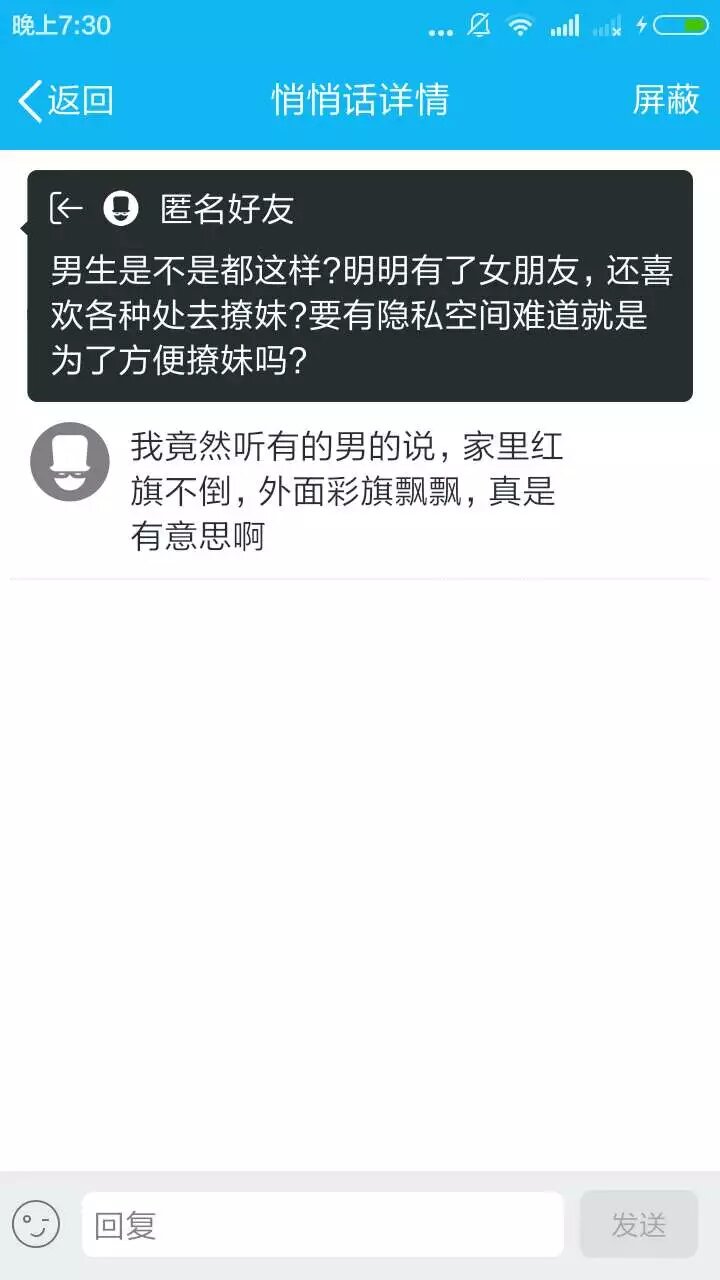 晚上7:30
返回
悄悄话详情
屏蔽
匿名好友
男生是不是都这样?明明有了女朋友,还喜
欢各种处去撩妹?要有隐私空间难道就是
为了方便撩妹吗?
我竟然听有的男的说,家里红
旗不倒,外面彩旗飘飘,真是
有意思啊
回复
发送